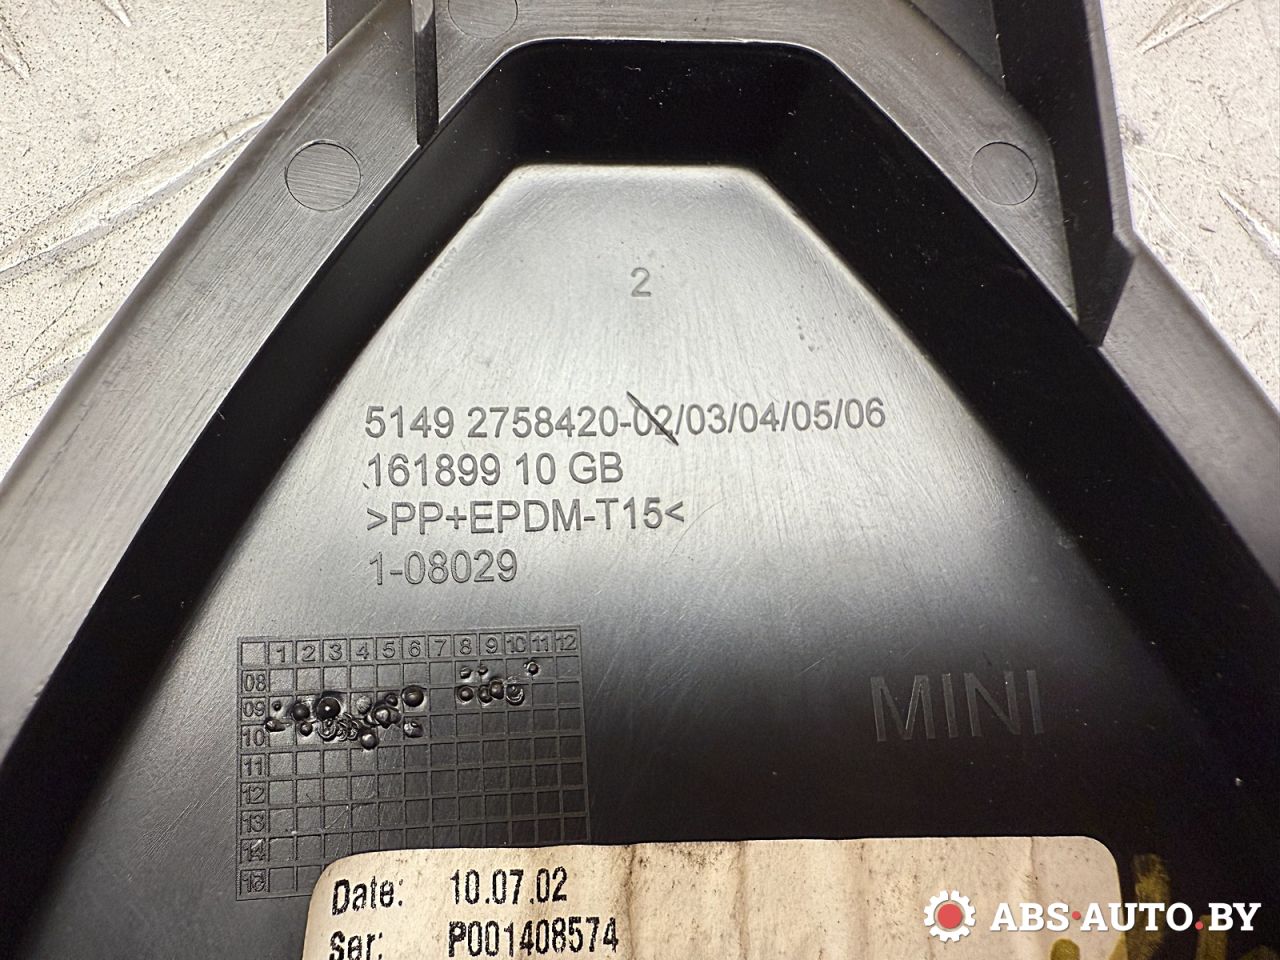 2
5149 2758420-02/03/04/05/06
161899 10 GB
>PP+EPDM-T15<
1-08029
1 2 3 4 5 6 7 8 9 10 11 12
08
09
10
11
12
13
14
15
MINI
Date: 10.07.02
Ser: P001408574
ABS-AUTO.BY